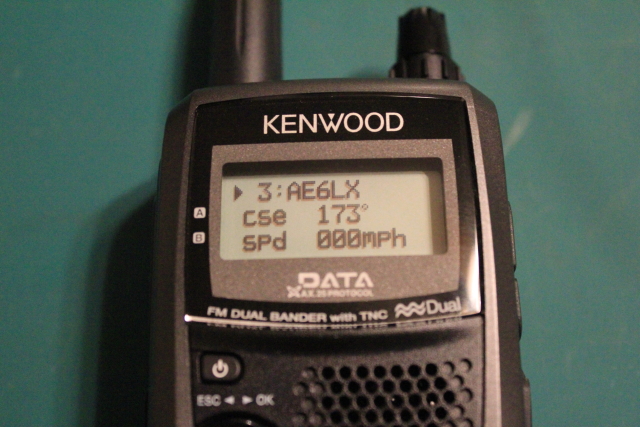 KENWOOD
▶ 3:AE6LX
A cse 173°
B spd 000mph
DATA
AX.25 PROTOCOL
FM DUAL BANDER with TNC Dual
ESC ◄ ► OK